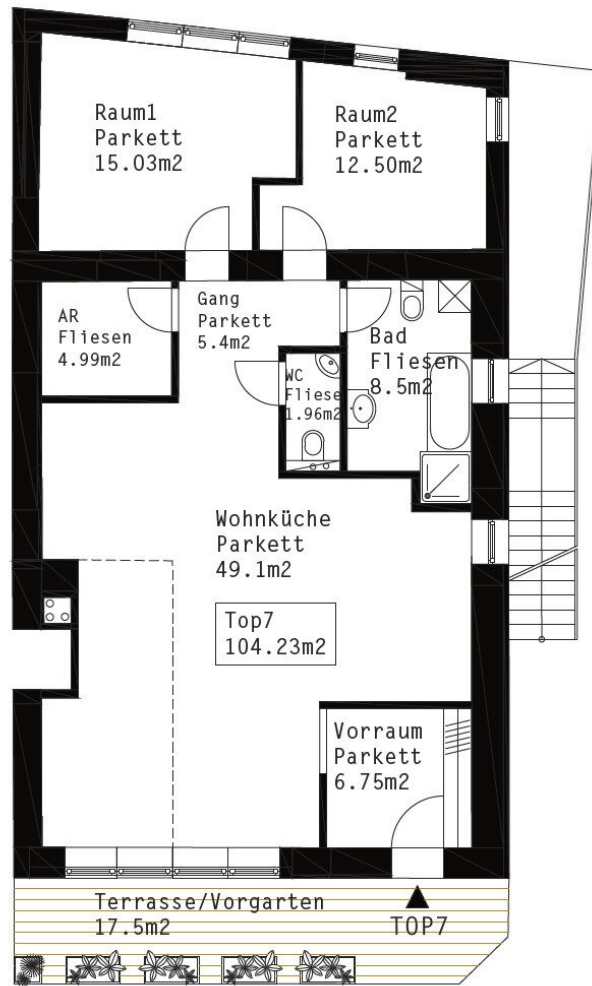 Raum1
Parkett
15.03m2
Raum2
Parkett
12.50m2
AR
Fliesen
4.99m2
Gang
Parkett
5.4m2
Bad
Fliesen
8.5m2
WC
Fliese
1.96m2
Wohnküche
Parkett
49.1m2
Top7
104.23m2
Vorraum
Parkett
6.75m2
Terrasse/Vorgarten
17.5m2
TOP7